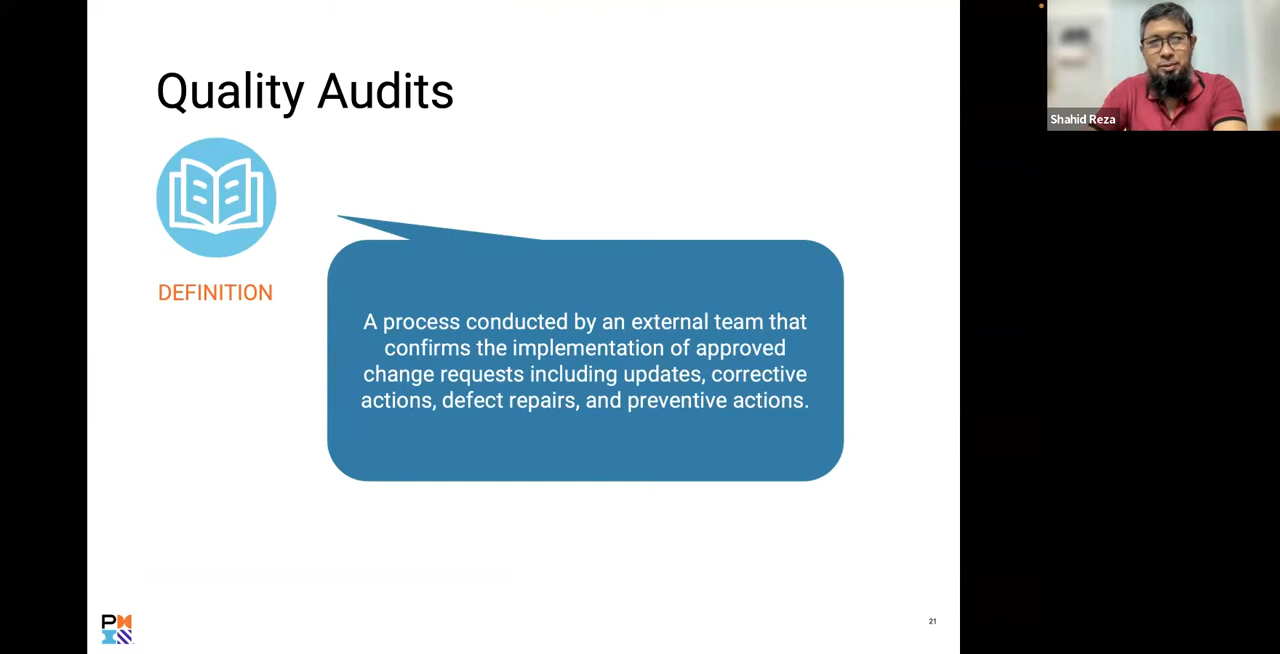 Quality Audits
DEFINITION
A process conducted by an external team that
confirms the implementation of approved
change requests including updates, corrective
actions, defect repairs, and preventive actions.
21
Shahid Reza